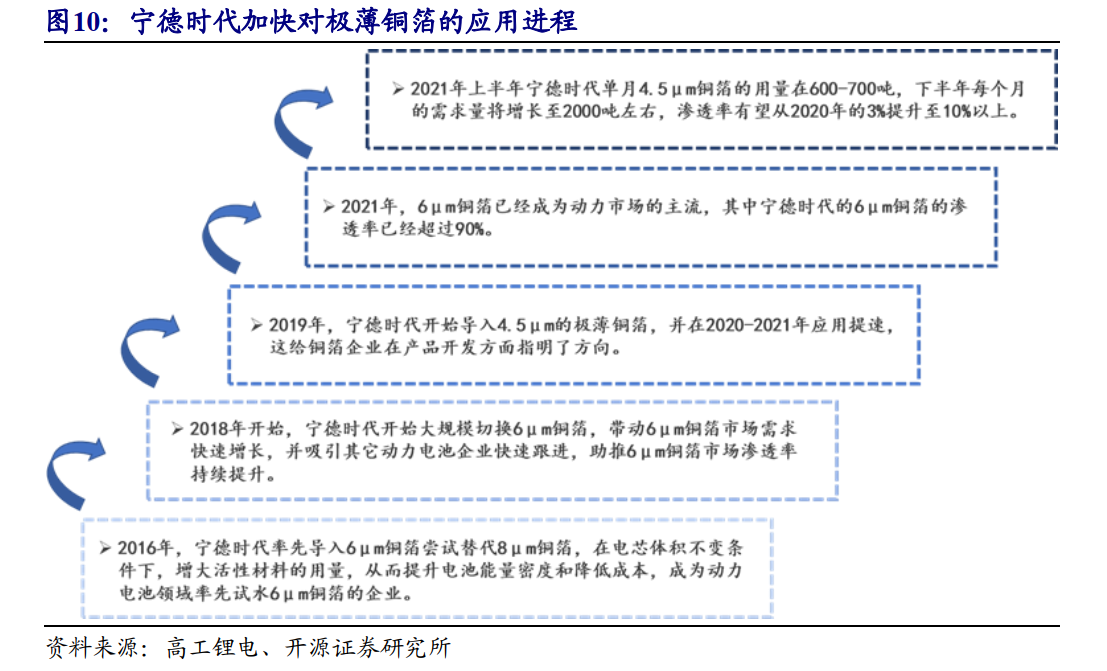 图10：宁德时代加快对极薄铜箔的应用进程
➢ 2021年上半年宁德时代单月4.5μm铜箔的用量在600-700吨，下半年每个月
的需求量将增长至2000吨左右，渗透率有望从2020年的3%提升至10%以上。
➢ 2021年，6μm铜箔已经成为动力市场的主流，其中宁德时代的6μm铜箔的渗
透率已经超过90%。
➢ 2019年，宁德时代开始导入4.5μm的极薄铜箔，并在2020-2021年应用提速，
这给铜箔企业在产品开发方面指明了方向。
➢ 2018年开始，宁德时代开始大规模切换6μm铜箔，带动6μm铜箔市场需求
快速增长，并吸引其它动力电池企业快速跟进，助推6μm铜箔市场渗透率
持续提升。
➢ 2016年，宁德时代率先导入6μm铜箔尝试替代8μm铜箔，在电芯体积不变条
件下，增大活性材料的用量，从而提升电池能量密度和降低成本，成为动力
电池领域率先试水6μm铜箔的企业。
资料来源：高工锂电、开源证券研究所